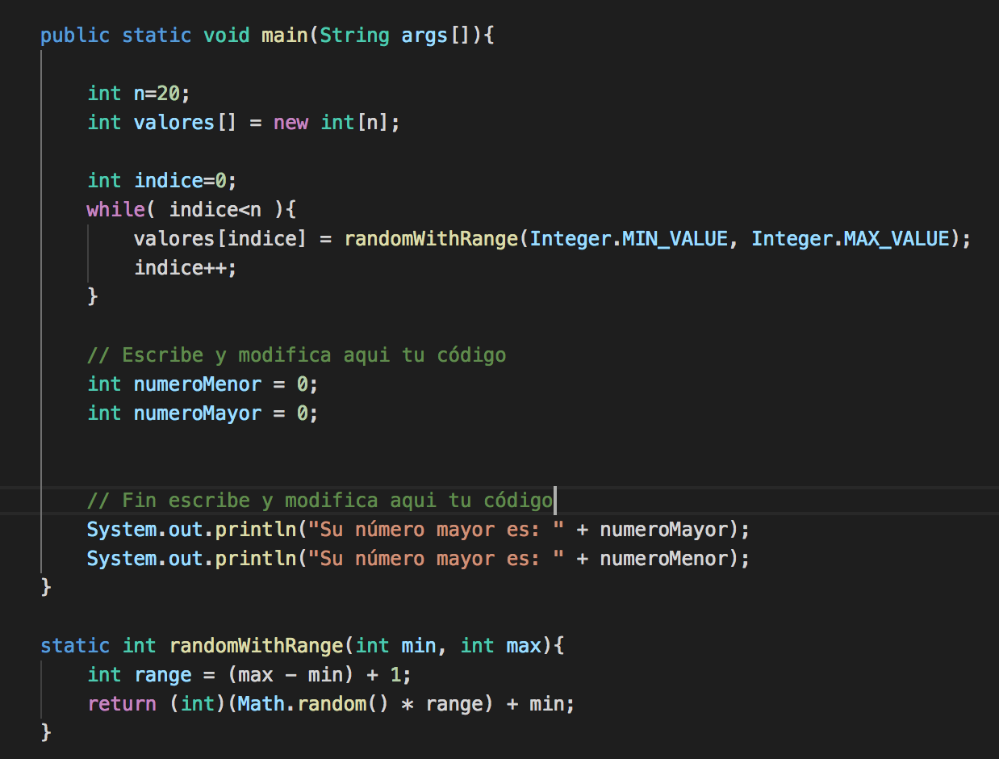 public static void main(String args[]){
int n=20;
int valores[] = new int[n];
int indice=0;
while( indice<n ){
valores[indice] = randomWithRange(Integer.MIN_VALUE, Integer.MAX_VALUE);
indice++;
}
// Escribe y modifica aqui tu código
int numeroMenor = 0;
int numeroMayor = 0;
// Fin escribe y modifica aqui tu código
System.out.println("Su número mayor es: " + numeroMayor);
System.out.println("Su número mayor es: " + numeroMenor);
}
static int randomWithRange(int min, int max){
int range = (max - min) + 1;
return (int)(Math.random() * range) + min;
}